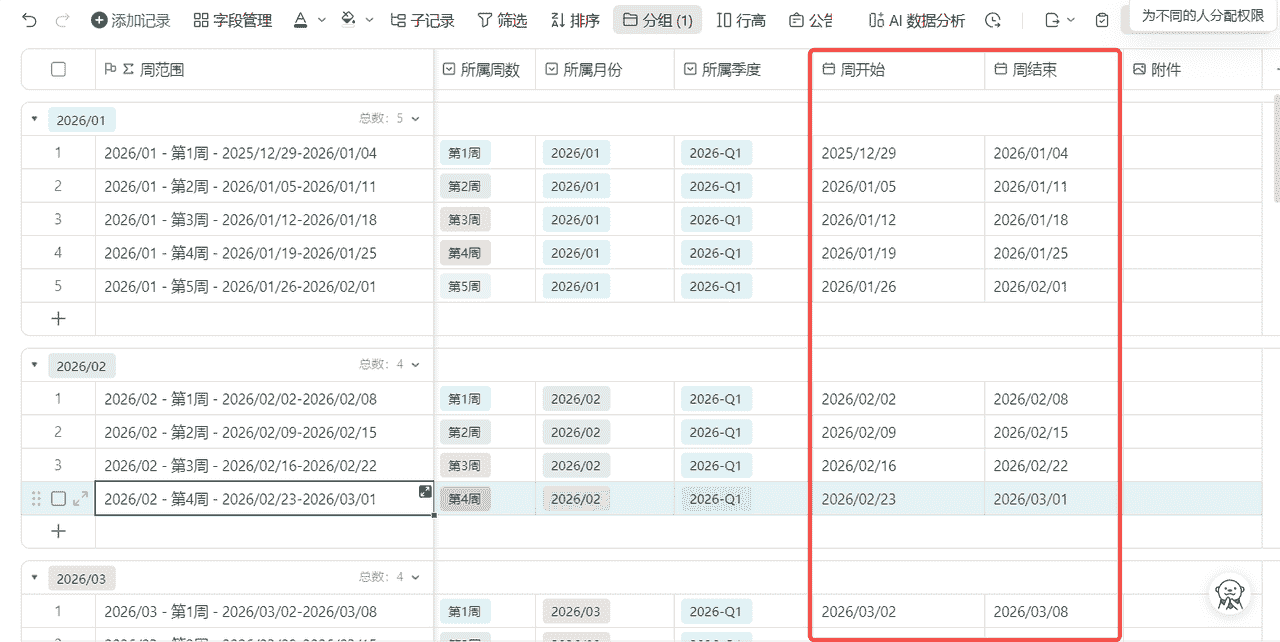 添加记录 字段管理 子记录 筛选 排序 分组 (1) 行高 公告 AI 数据分析 为不同的人分配权限
周范围 所属周数 所属月份 所属季度 周开始 周结束 附件
2026/01 总数: 5
1 2026/01 - 第1周 - 2025/12/29-2026/01/04 第1周 2026/01 2026-Q1 2025/12/29 2026/01/04
2 2026/01 - 第2周 - 2026/01/05-2026/01/11 第2周 2026/01 2026-Q1 2026/01/05 2026/01/11
3 2026/01 - 第3周 - 2026/01/12-2026/01/18 第3周 2026/01 2026-Q1 2026/01/12 2026/01/18
4 2026/01 - 第4周 - 2026/01/19-2026/01/25 第4周 2026/01 2026-Q1 2026/01/19 2026/01/25
5 2026/01 - 第5周 - 2026/01/26-2026/02/01 第5周 2026/01 2026-Q1 2026/01/26 2026/02/01
2026/02 总数: 4
1 2026/02 - 第1周 - 2026/02/02-2026/02/08 第1周 2026/02 2026-Q1 2026/02/02 2026/02/08
2 2026/02 - 第2周 - 2026/02/09-2026/02/15 第2周 2026/02 2026-Q1 2026/02/09 2026/02/15
3 2026/02 - 第3周 - 2026/02/16-2026/02/22 第3周 2026/02 2026-Q1 2026/02/16 2026/02/22
2026/02 - 第4周 - 2026/02/23-2026/03/01 第4周 2026/02 2026-Q1 2026/02/23 2026/03/01
2026/03 总数: 4
1 2026/03 - 第1周 - 2026/03/02-2026/03/08 第1周 2026/03 2026-Q1 2026/03/02 2026/03/08